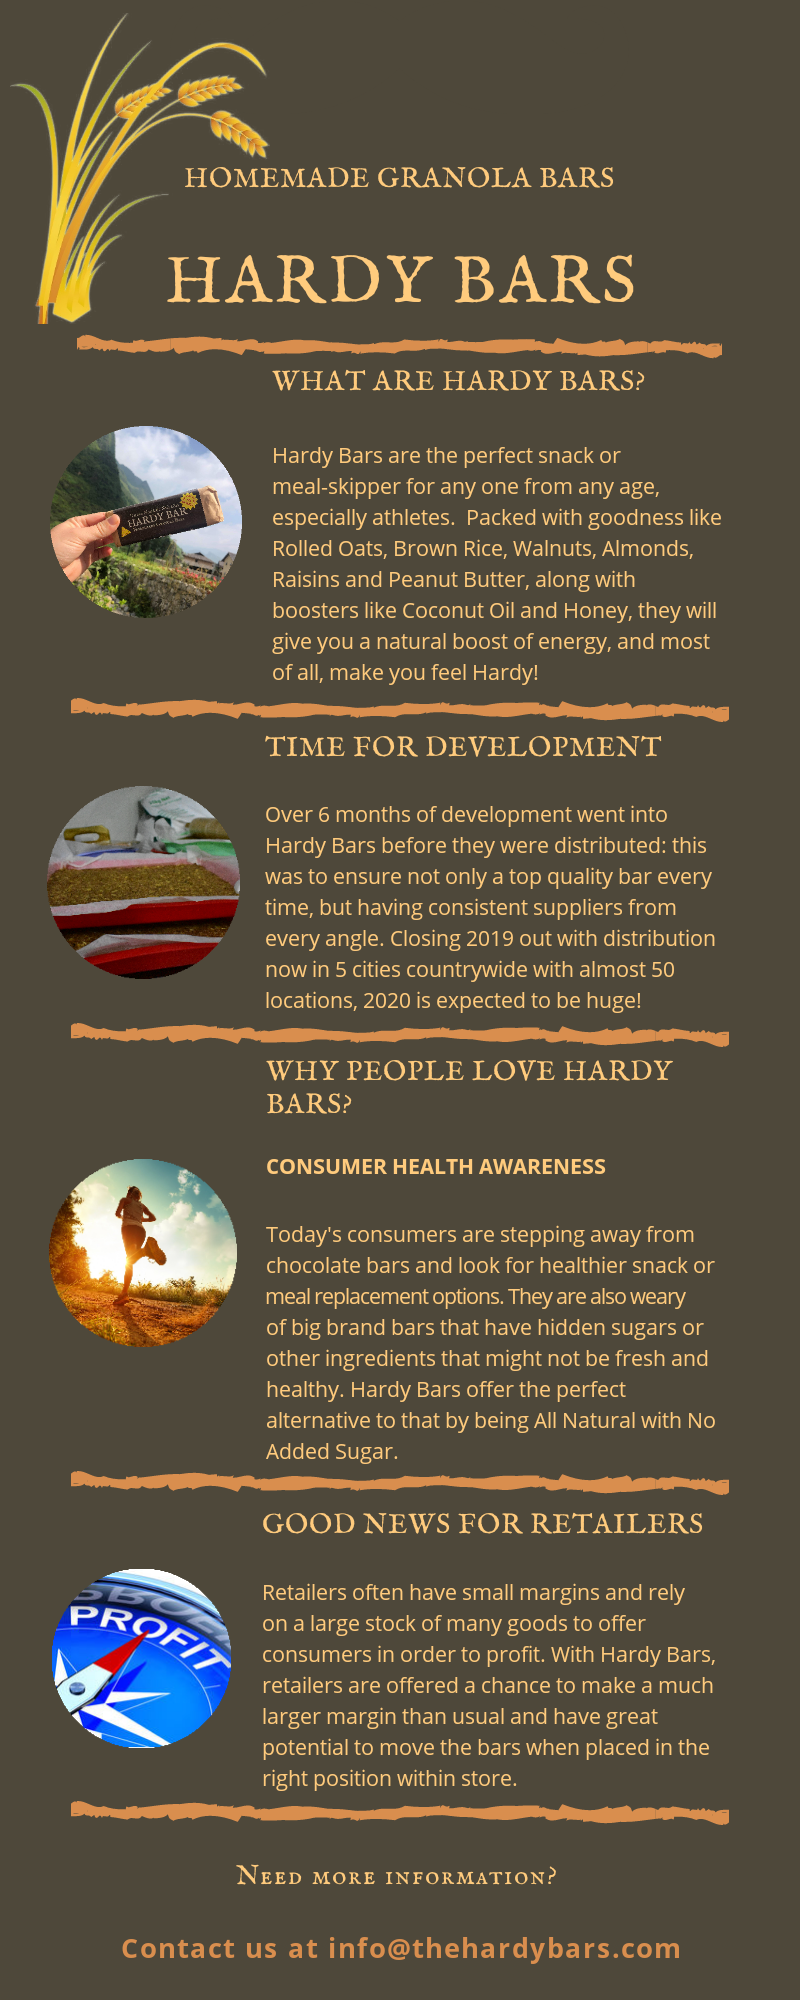 HOMEMADE GRANOLA BARS
HARDY BARS
WHAT ARE HARDY BARS?
HARDY BAR
Hardy Bars are the perfect snack or
meal-skipper for any one from any age,
especially athletes.  Packed with goodness like
Rolled Oats, Brown Rice, Walnuts, Almonds,
Raisins and Peanut Butter, along with
boosters like Coconut Oil and Honey, they will
give you a natural boost of energy, and most
of all, make you feel Hardy!
TIME FOR DEVELOPMENT
Over 6 months of development went into
Hardy Bars before they were distributed: this
was to ensure not only a top quality bar every
time, but having consistent suppliers from
every angle. Closing 2019 out with distribution
now in 5 cities countrywide with almost 50
locations, 2020 is expected to be huge!
WHY PEOPLE LOVE HARDY
BARS?
CONSUMER HEALTH AWARENESS
Today's consumers are stepping away from
chocolate bars and look for healthier snack or
meal replacement options. They are also weary
of big brand bars that have hidden sugars or
other ingredients that might not be fresh and
healthy. Hardy Bars offer the perfect
alternative to that by being All Natural with No
Added Sugar.
GOOD NEWS FOR RETAILERS
PROFIT
Retailers often have small margins and rely
on a large stock of many goods to offer
consumers in order to profit. With Hardy Bars,
retailers are offered a chance to make a much
larger margin than usual and have great
potential to move the bars when placed in the
right position within store.
Need more information?
Contact us at info@thehardybars.com